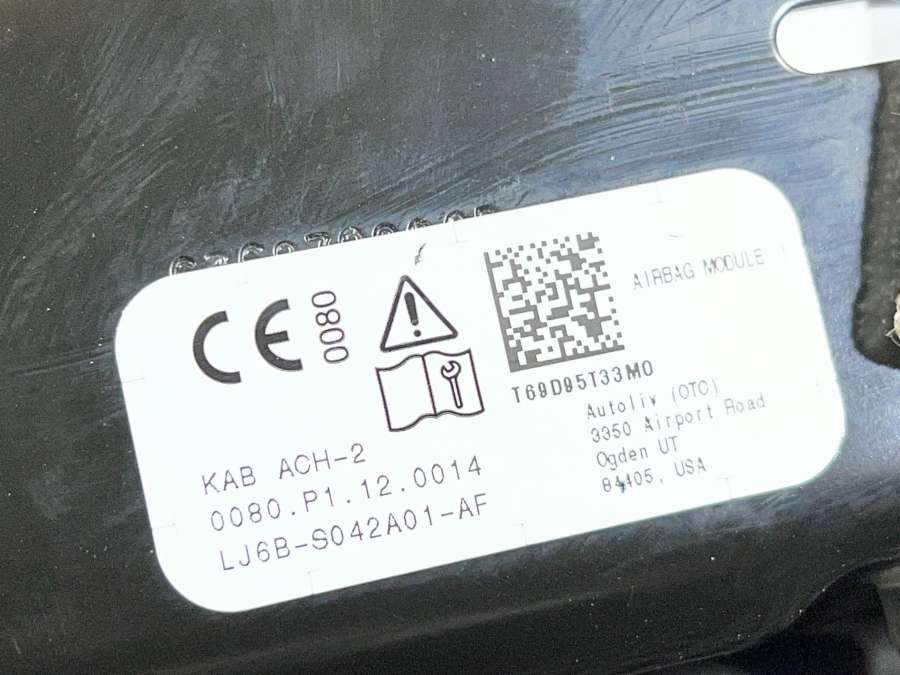 CE 0080
AIRBAG MODULE
T69D95T33M0
Autoliv (OTC)
3350 Airport Road
Ogden UT
84405, USA
KAB ACH-2
0080.P1.12.0014
LJ6B-S042A01-AF